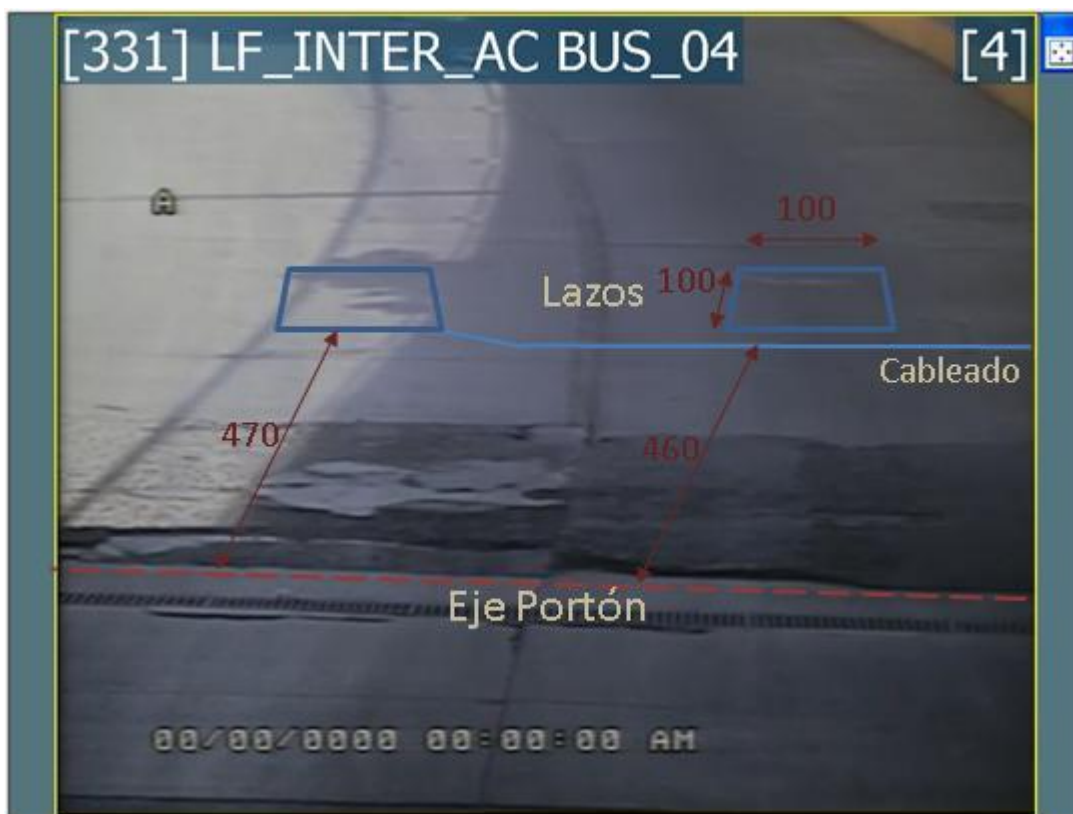 [331] LF_INTER_AC BUS_04 [4]
A
100
Lazos 100
Cableado
470 460
Eje Portón
00/00/0000 00:00:00 AM